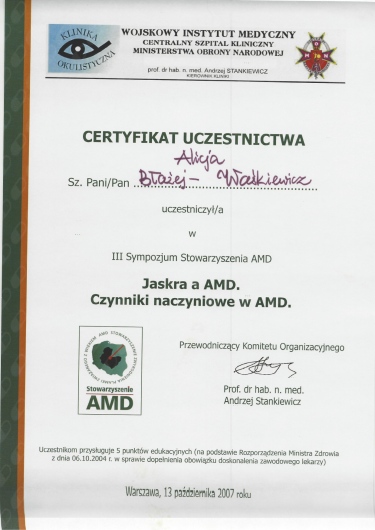 KLINIKA
OKULISTYCZNA
WOJSKOWY INSTYTUT MEDYCZNY
CENTRALNY SZPITAL KLINICZNY
MINISTERSTWA OBRONY NARODOWEJ
prof dr hab. n. med. Andrzej STANKIEWICZ
KIEROWNIK KLINIKI
CERTYFIKAT UCZESTNICTWA
Alicja
Sz. Pani/Pan Błażej - Wałkiewicz
uczestniczył/a
w
III Sympozjum Stowarzyszenia AMD
Jaskra a AMD.
Czynniki naczyniowe w AMD.
Przewodniczący Komitetu Organizacyjnego
Stowarzyszenie
AMD
Prof. dr hab. n. med.
Andrzej Stankiewicz
Uczestnikom przysługuje 5 punktów edukacyjnych (na podstawie Rozporządzenia Ministra Zdrowia
z dnia 06.10.2004 r. w sprawie dopełnienia obowiązku doskonalenia zawodowego lekarzy)
Warszawa, 13 października 2007 roku